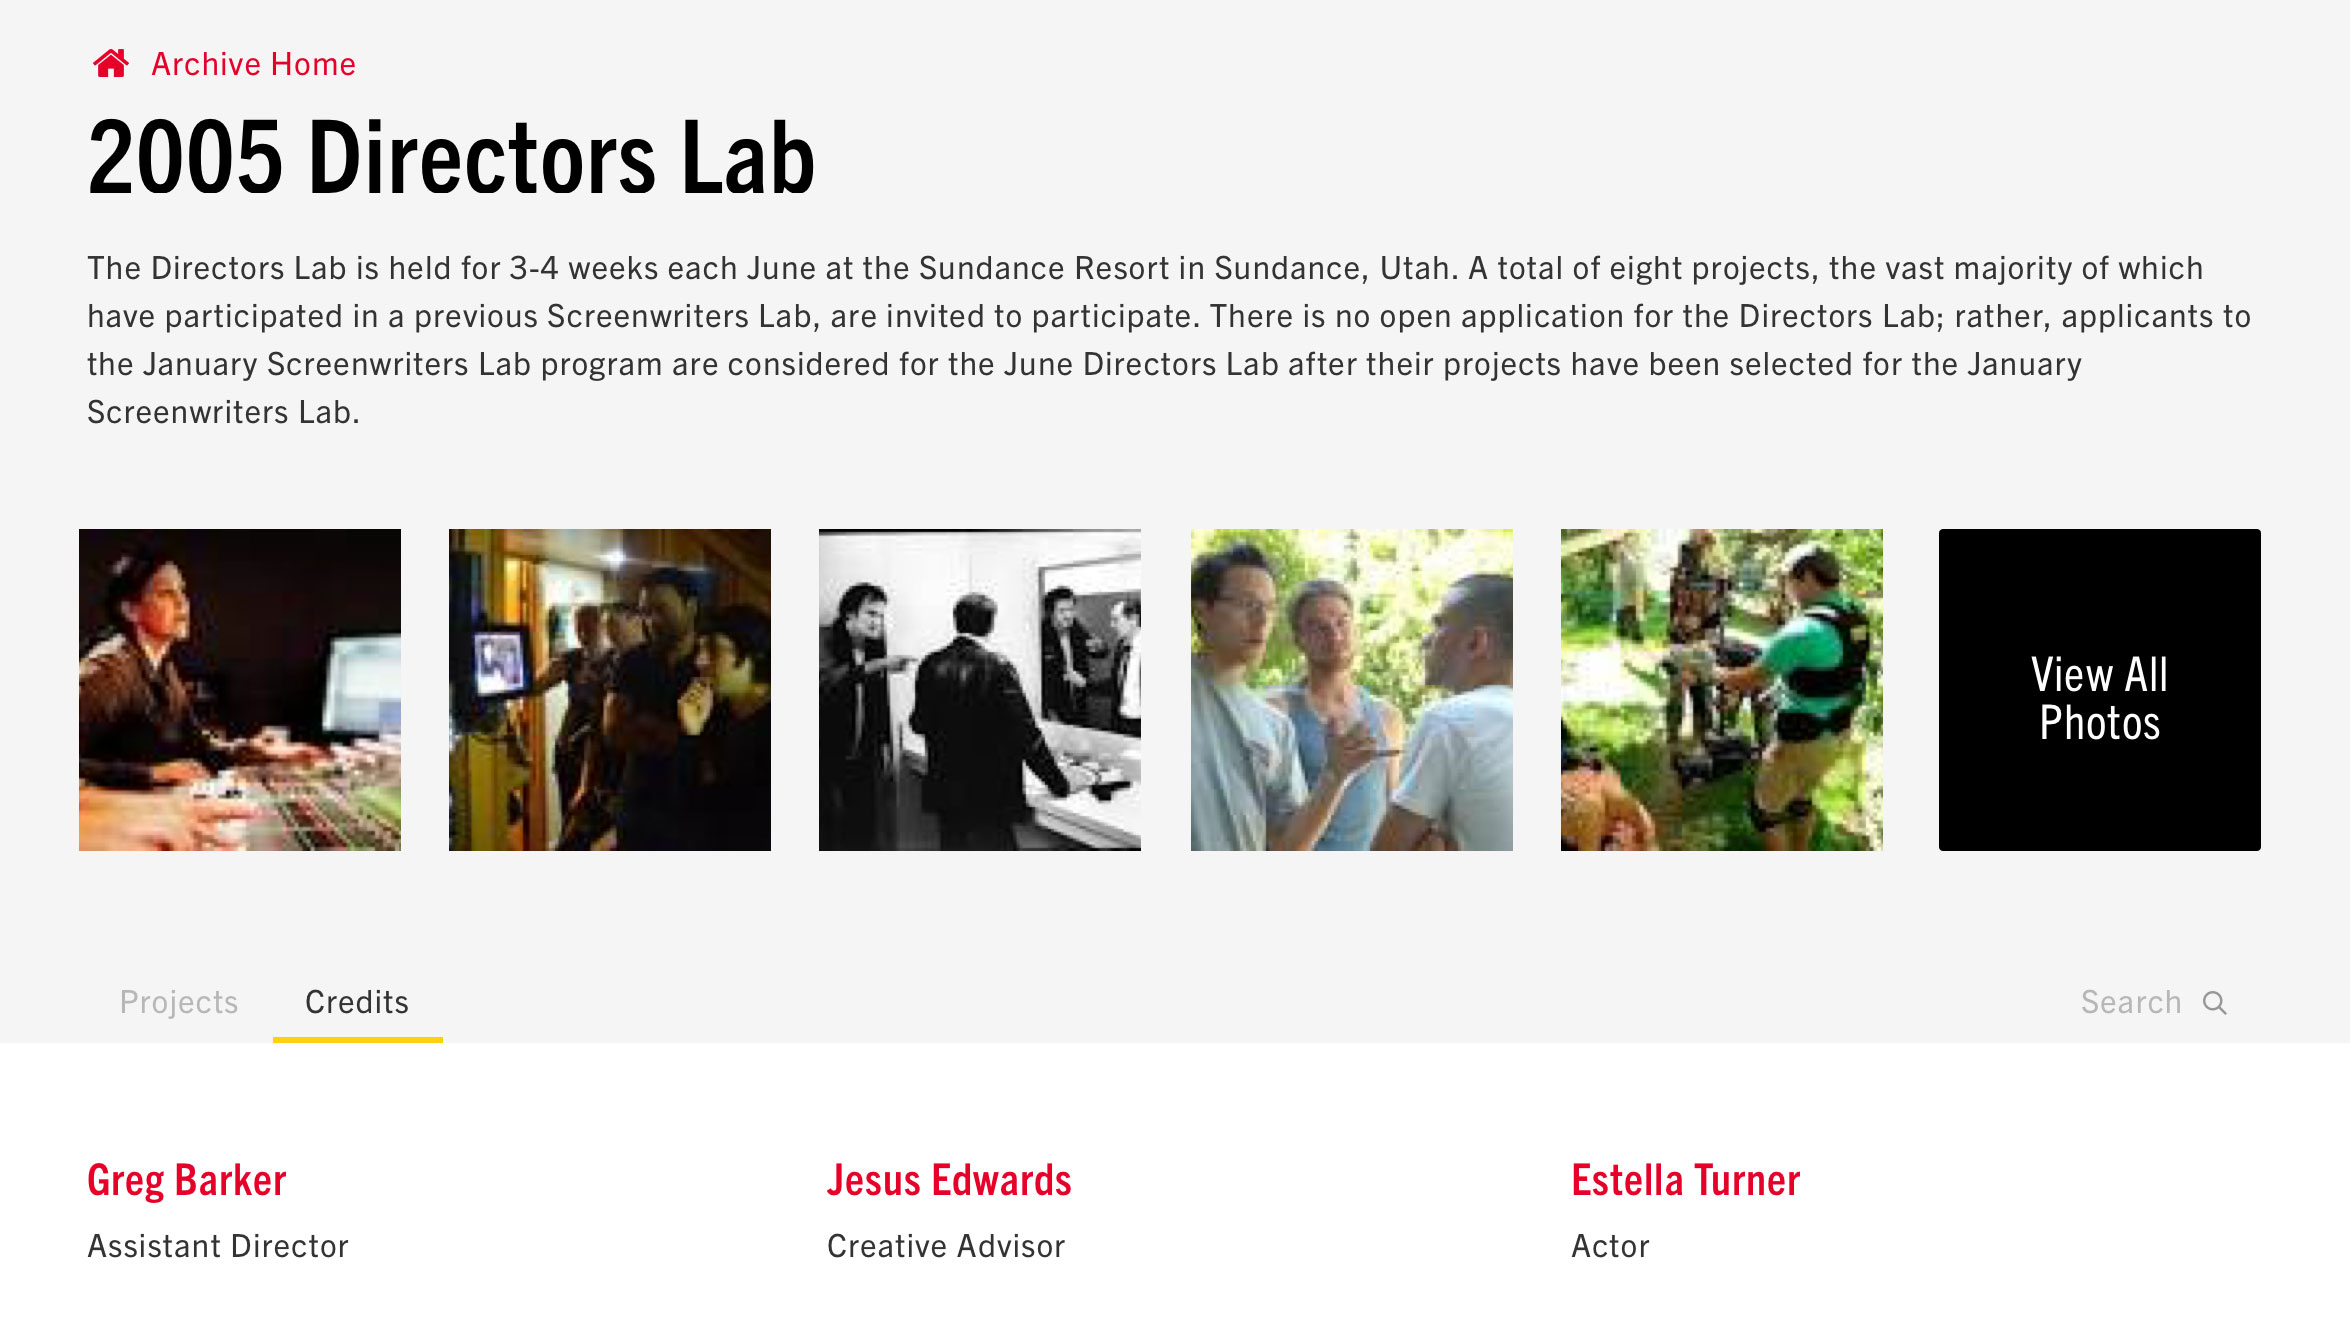 Archive Home
2005 Directors Lab
The Directors Lab is held for 3-4 weeks each June at the Sundance Resort in Sundance, Utah. A total of eight projects, the vast majority of which
have participated in a previous Screenwriters Lab, are invited to participate. There is no open application for the Directors Lab; rather, applicants to
the January Screenwriters Lab program are considered for the June Directors Lab after their projects have been selected for the January
Screenwriters Lab.
View All
Photos
Projects
Credits
Search
Greg Barker
Jesus Edwards
Estella Turner
Assistant Director
Creative Advisor
Actor